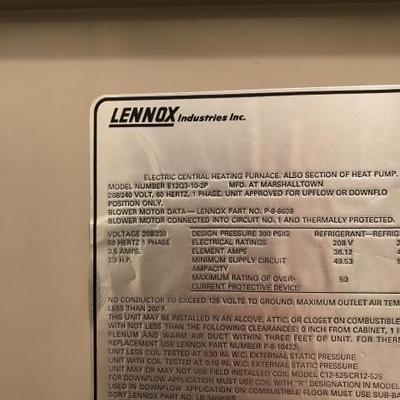 LENNOX Industries Inc.
ELECTRIC CENTRAL HEATING FURNACE. ALSO SECTION OF HEAT PUMP.
MODEL NUMBER E12Q3-10-2P MFD. AT MARSHALLTOWN
208/240 VOLT, 60 HERTZ, 1 PHASE. UNIT APPROVED FOR UPFLOW OR DOWNFLO
POSITION ONLY.
BLOWER MOTOR DATA— LENNOX PART NO. P-8-6609
BLOWER MOTOR CONNECTED INTO CIRCUIT NO. 1 AND THERMALLY PROTECTED.
VOLTAGE 208/230 DESIGN PRESSURE 300 PSIG REFRIGERANT—REFRIG
60 HERTZ 1 PHASE ELECTRICAL RATINGS 208 V 2
3.5 AMPS. ELEMENT AMPS 36.12 4
H.P. MINIMUM SUPPLY CIRCUIT 49.53 5
AMPACITY
MAXIMUM RATING OF OVER- 50
CURRENT PROTECTIVE DEVICE
NO CONDUCTOR TO EXCEED 125 VOLTS TO GROUND. MAXIMUM OUTLET AIR TEM
LESS THAN 200°F.
THIS UNIT MAY BE INSTALLED IN AN ALCOVE, ATTIC, OR CLOSET ON COMBUSTIBLE
WITH NOT LESS THAN THE FOLLOWING CLEARANCES: 0 INCH FROM CABINET, 1 I
PLENUM AND WARM AIR DUCT WITHIN THREE FEET OF UNIT. FOR THERM
REPLACEMENT USE LENNOX PART NUMBER P-8-10422.
UNIT LESS COIL TESTED AT 0.30 IN. W.C. EXTERNAL STATIC PRESSURE
UNIT WITH COIL TESTED AT 0.15 IN. W.C. EXTERNAL STATIC PRESSURE
UNIT MAY OR MAY NOT USE FIELD INSTALLED COIL MODEL C12-525/CR12-525
FOR DOWNFLOW APPLICATION MUST USE COIL WITH "R" DESIGNATION IN MODEL
USED IN DOWNFLOW APPLICATION ON COMBUSTIBLE FLOOR MUST USE SUB-BA
SORY LENNOX PART NO.